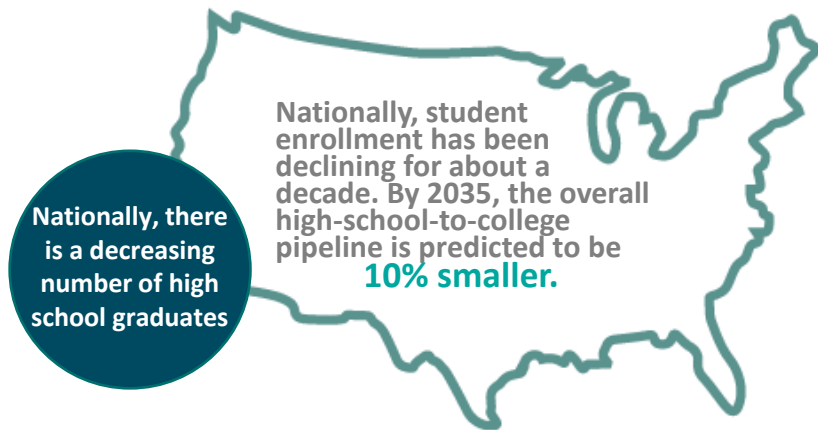 Nationally, student
enrollment has been
declining for about a
decade. By 2035, the overall
high-school-to-college
pipeline is predicted to be
10% smaller.
Nationally, there
is a decreasing
number of high
school graduates